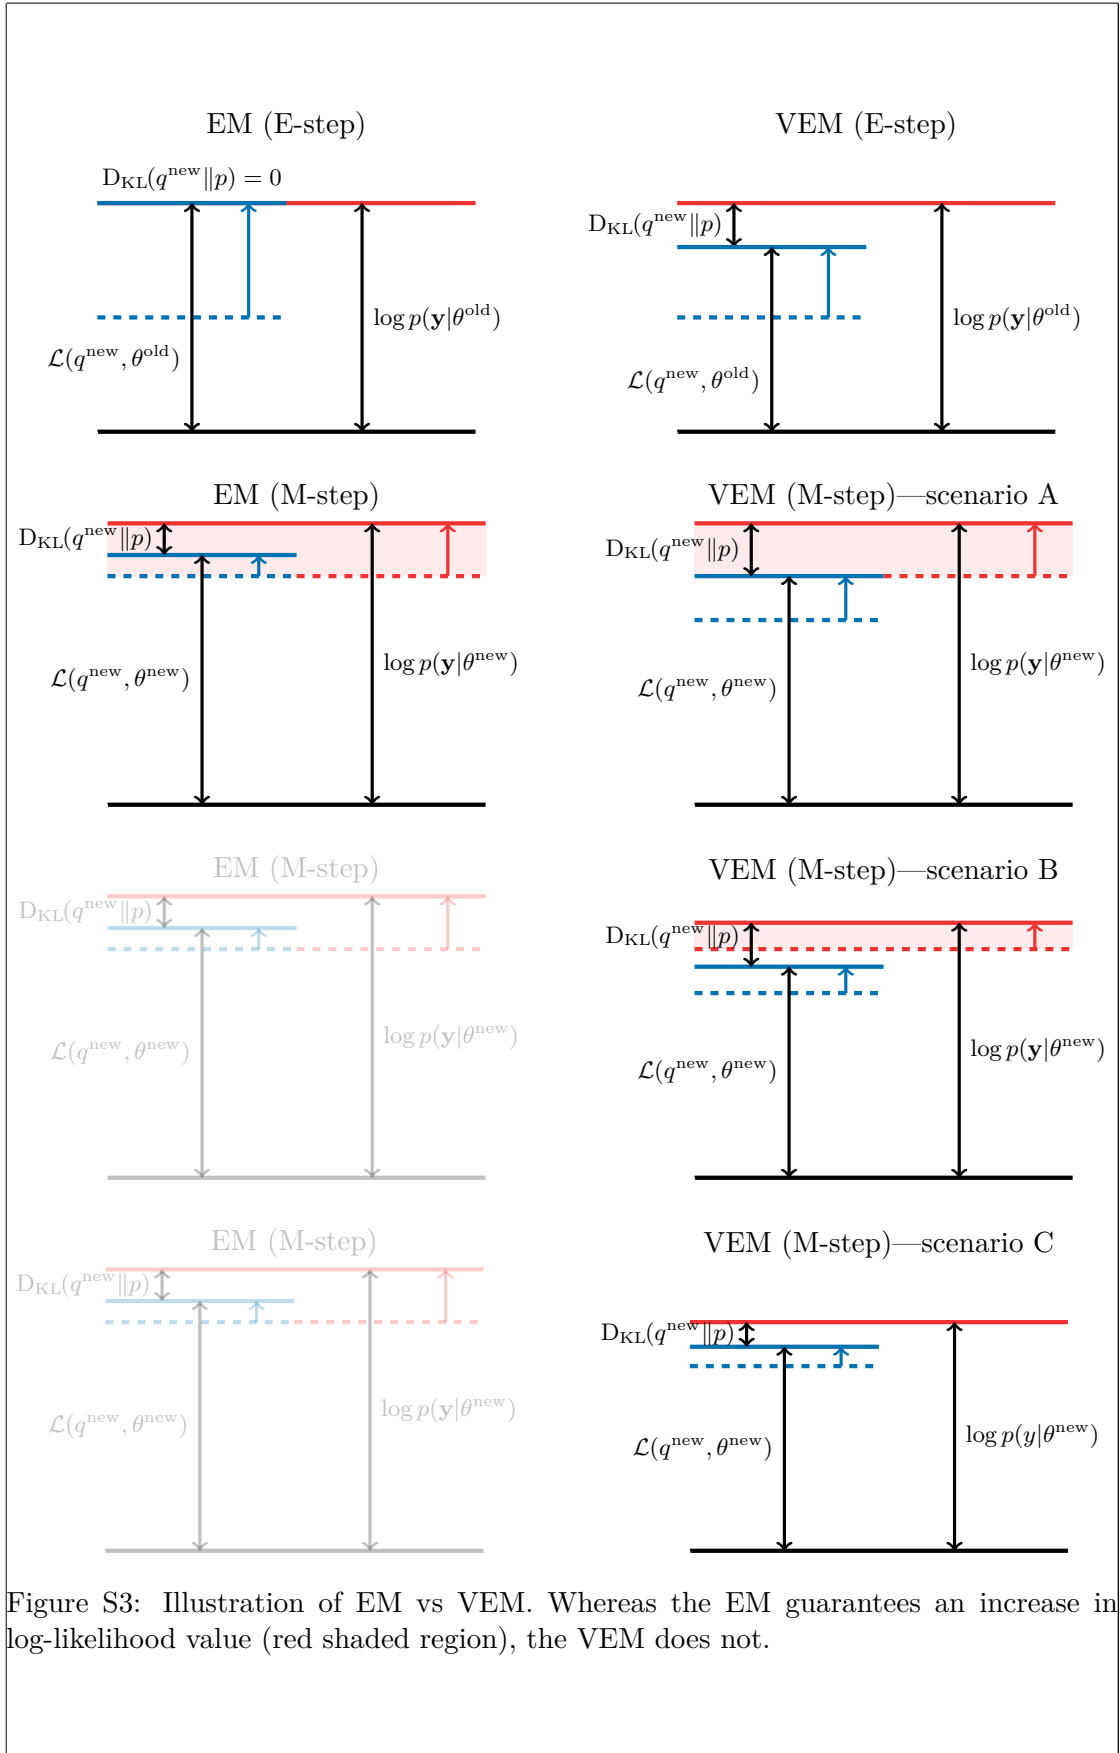 EM (E-step)
D_KL(q^new‖p) = 0
ℒ(q^new, θ^old)
log p(𝐲|θ^old)
VEM (E-step)
D_KL(q^new‖p)
ℒ(q^new, θ^old)
log p(𝐲|θ^old)
EM (M-step)
D_KL(q^new‖p)
ℒ(q^new, θ^new)
log p(𝐲|θ^new)
VEM (M-step)—scenario A
D_KL(q^new‖p)
ℒ(q^new, θ^new)
log p(𝐲|θ^new)
EM (M-step)
D_KL(q^new‖p)
ℒ(q^new, θ^new)
log p(𝐲|θ^new)
VEM (M-step)—scenario B
D_KL(q^new‖p)
ℒ(q^new, θ^new)
log p(𝐲|θ^new)
EM (M-step)
D_KL(q^new‖p)
ℒ(q^new, θ^new)
log p(𝐲|θ^new)
VEM (M-step)—scenario C
D_KL(q^new‖p)
ℒ(q^new, θ^new)
log p(y|θ^new)
Figure S3: Illustration of EM vs VEM. Whereas the EM guarantees an increase in
log-likelihood value (red shaded region), the VEM does not.